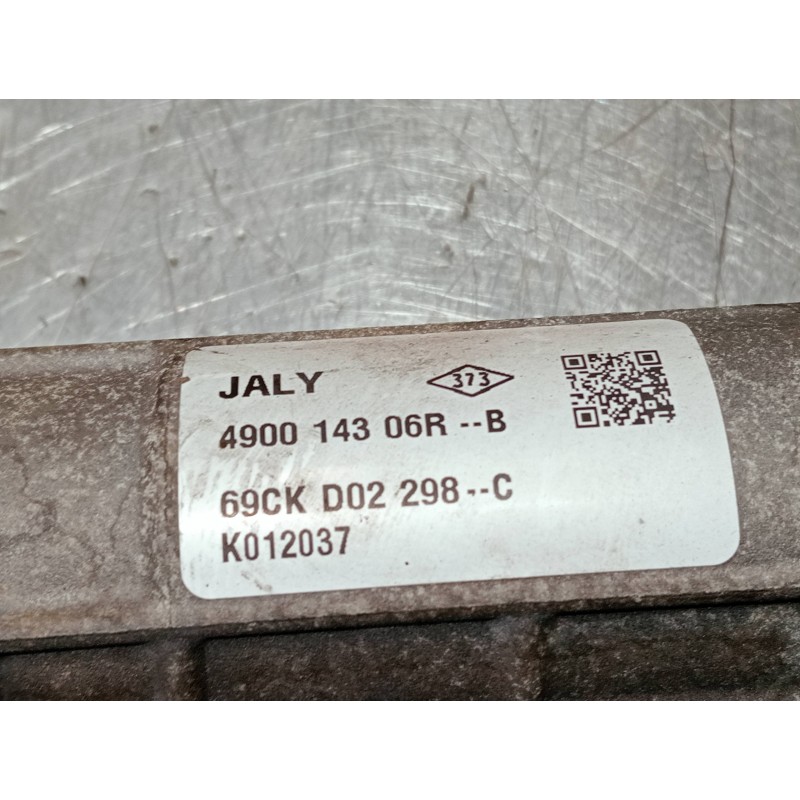 JALY 373
4900 143 06R --B
69CK D02 298--C
K012037